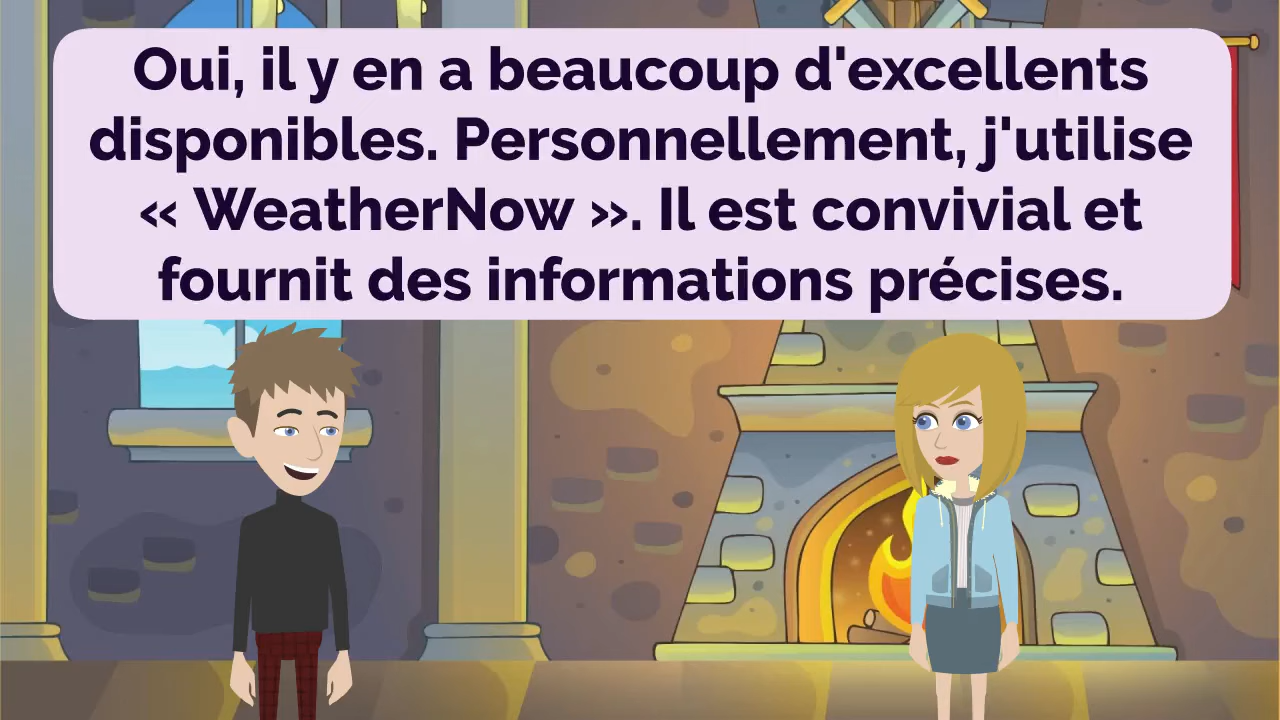 Oui, il y en a beaucoup d'excellents
disponibles. Personnellement, j'utilise
« WeatherNow ». Il est convivial et
fournit des informations précises.